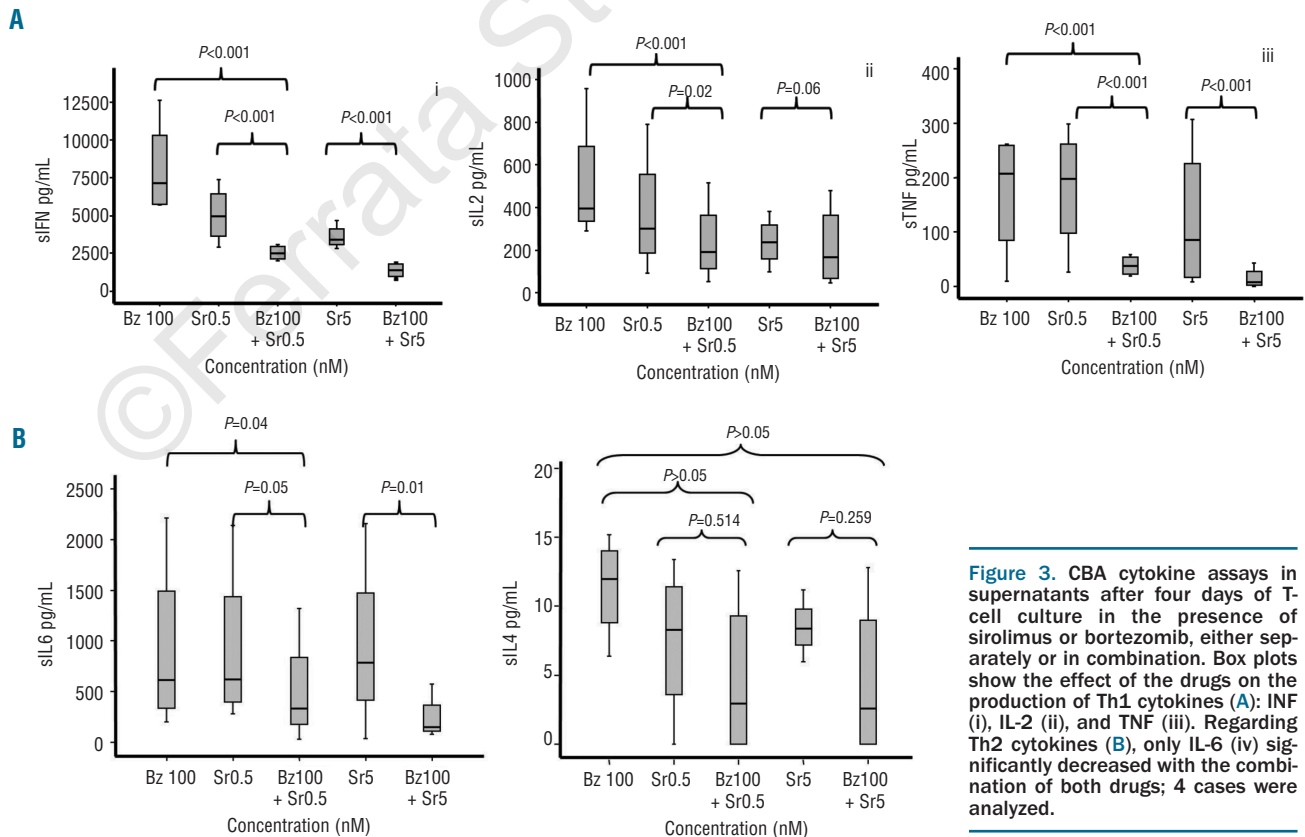 A
P<0.001
P<0.001
P<0.001
i
12500
10000
7500
5000
2500
0
sIFN pg/mL
Bz 100
Sr0.5
Bz100
+ Sr0.5
Sr5
Bz100
+ Sr5
Concentration (nM)
P<0.001
P=0.02
P=0.06
ii
1000
800
600
400
200
0
sIL2 pg/mL
Bz 100
Sr0.5
Bz100
+ Sr0.5
Sr5
Bz100
+ Sr5
Concentration (nM)
P<0.001
P<0.001
P<0.001
iii
400
300
200
100
0
sTNF pg/mL
Bz 100
Sr0.5
Bz100
+ Sr0.5
Sr5
Bz100
+ Sr5
Concentration (nM)
©Ferrata
B
P=0.04
P=0.05
P=0.01
2500
2000
1500
1000
500
0
sIL6 pg/mL
Bz 100
Sr0.5
Bz100
+ Sr0.5
Sr5
Bz100
+ Sr5
Concentration (nM)
P>0.05
P>0.05
P=0.514
P=0.259
20
15
10
5
0
sIL4 pg/mL
Bz 100
Sr0.5
Bz100
+ Sr0.5
Sr5
Bz100
+ Sr5
Concentration (nM)
Figure 3. CBA cytokine assays in
supernatants after four days of T-
cell culture in the presence of
sirolimus or bortezomib, either sep-
arately or in combination. Box plots
show the effect of the drugs on the
production of Th1 cytokines (A): INF
(i), IL-2 (ii), and TNF (iii). Regarding
Th2 cytokines (B), only IL-6 (iv) sig-
nificantly decreased with the combi-
nation of both drugs; 4 cases were
analyzed.